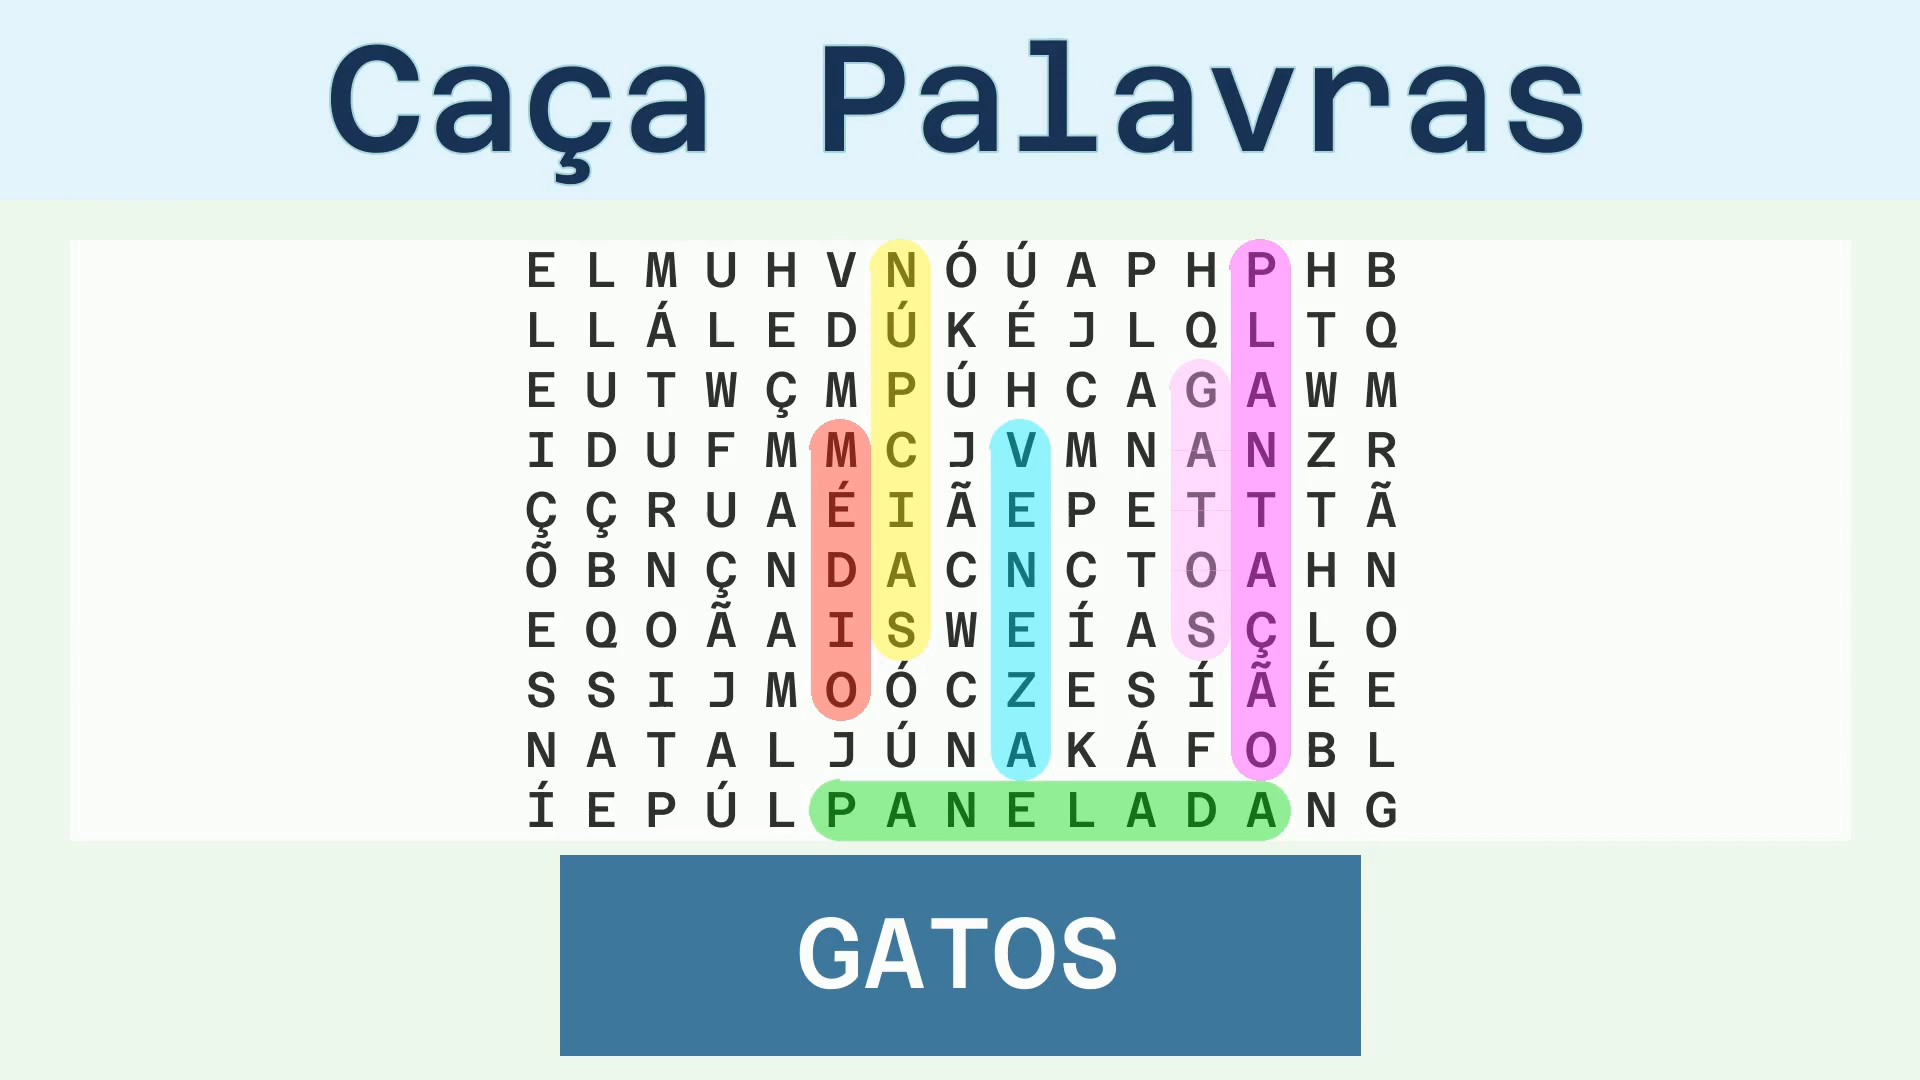 Caça Palavras
E L M U H V N Ó Ú A P H P H B
L L Á L E D Ú K É J L Q L T Q
E U T W Ç M P Ú H C A G A W M
I D U F M M C J V M N A N Z R
Ç Ç R U A É I Ã E P E T T T Ã
Õ B N Ç N D A C N C T O A H N
E Q O Ã A I S W E Í A S Ç L O
S S I J M O Ó C Z E S Í Ã É E
N A T A L J Ú N A K Á F O B L
Í E P Ú L P A N E L A D A N G
GATOS